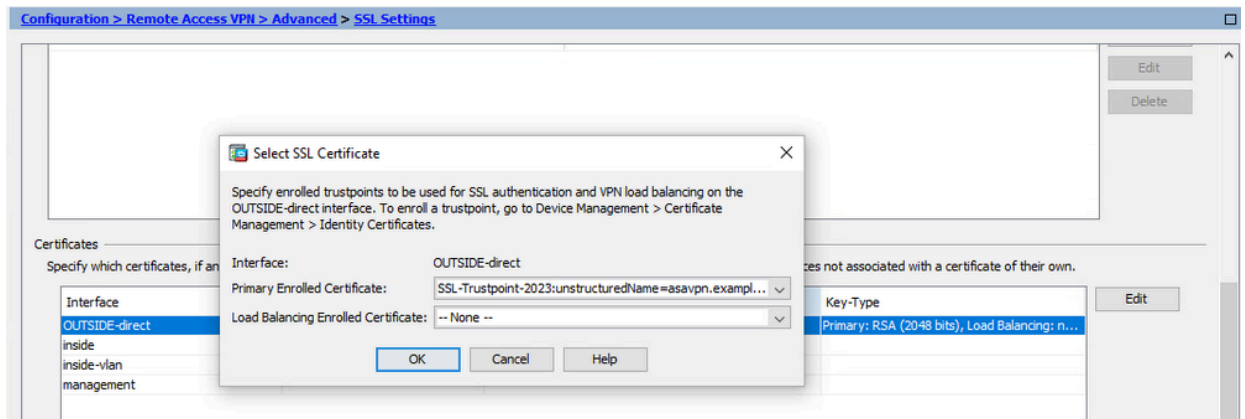 Configuration > Remote Access VPN > Advanced > SSL Settings
Edit
Delete
Select SSL Certificate
Specify enrolled trustpoints to be used for SSL authentication and VPN load balancing on the
OUTSIDE-direct interface. To enroll a trustpoint, go to Device Management > Certificate
Management > Identity Certificates.
Certificates
Specify which certificates, if an
ces not associated with a certificate of their own.
Interface: OUTSIDE-direct
Primary Enrolled Certificate: SSL-Trustpoint-2023:unstructuredName=asavpn.exampl...
Load Balancing Enrolled Certificate: -- None --
OK Cancel Help
Interface Key-Type
Edit
OUTSIDE-direct Primary: RSA (2048 bits), Load Balancing: n...
inside
inside-vlan
management